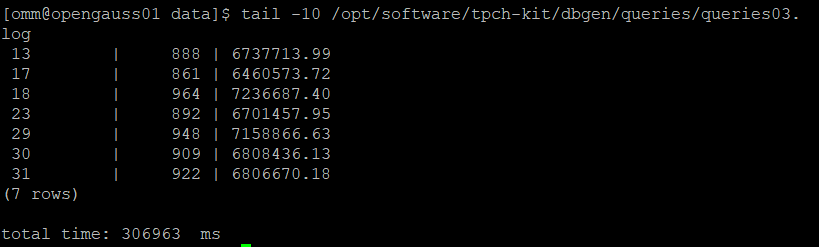 [omm@opengauss01 data]$ tail -10 /opt/software/tpch-kit/dbgen/queries/queries03.
log
 13         |     888 | 6737713.99
 17         |     861 | 6460573.72
 18         |     964 | 7236687.40
 23         |     892 | 6701457.95
 29         |     948 | 7158866.63
 30         |     909 | 6808436.13
 31         |     922 | 6806670.18
(7 rows)
total time: 306963  ms